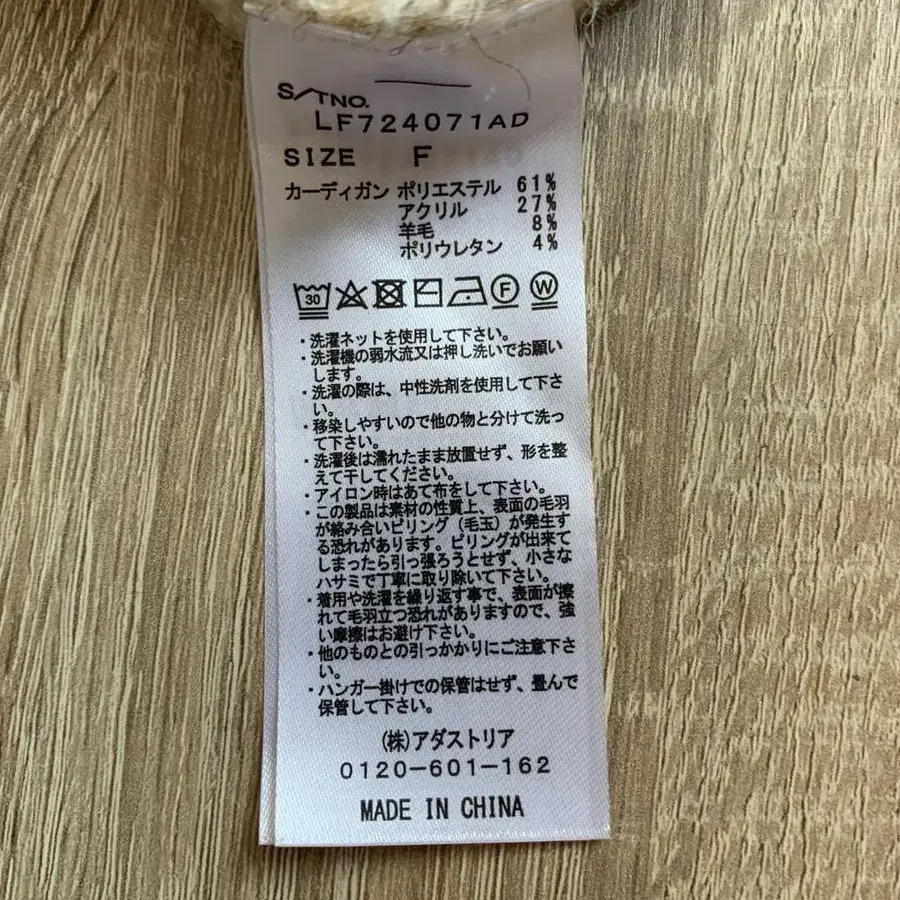 S/TNO.
LF724071AD
SIZE F
カーディガン ポリエステル 61%
アクリル 27%
羊毛 8%
ポリウレタン 4%
30 F W
・洗濯ネットを使用して下さい。
・洗濯機の弱水流又は押し洗いでお願い
します。
・洗濯の際は、中性洗剤を使用して下さ
い。
・移染しやすいので他の物と分けて洗っ
て下さい。
・洗濯後は濡れたまま放置せず、形を整
えて干してください。
・アイロン時はあて布をして下さい。
・この製品は素材の性質上、表面の毛羽
が絡み合いピリング（毛玉）が発生す
る恐れがあります。ピリングが出来て
しまったら引っ張ろうとせず、小さな
ハサミで丁寧に取り除いて下さい。
・着用や洗濯を繰り返す事で、表面が擦
れて毛羽立つ恐れがありますので、強
い摩擦はお避け下さい。
・他のものとの引っかかりにご注意下さ
い。
・ハンガー掛けでの保管はせず、畳んで
保管して下さい。
(株)アダストリア
0120-601-162
MADE IN CHINA